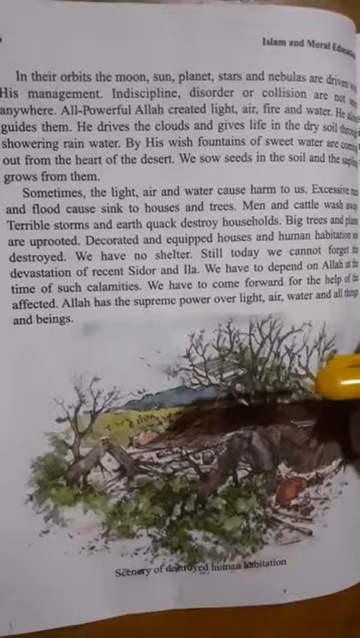 Islam and Moral
In their orbits the moon, sun, planet, stars and nebulas are driven
His management. Indiscipline, disorder or collision are not
anywhere. All-Powerful Allah created light, air, fire and water. He
guides them. He drives the clouds and gives life in the dry soil
showering rain water. By His wish fountains of sweet water are
out from the heart of the desert. We sow seeds in the soil and the
grows from them.
Sometimes, the light, air and water cause harm to us. Excessive
and flood cause sink to houses and trees. Men and cattle wash away
Terrible storms and earth quack destroy households. Big trees and
are uprooted. Decorated and equipped houses and human habitation
destroyed. We have no shelter. Still today we cannot forget the
devastation of recent Sidor and Ila. We have to depend on Allah at the
time of such calamities. We have to come forward for the help of the
affected. Allah has the supreme power over light, air, water and all things
and beings.
Scenery of destroyed human habitation